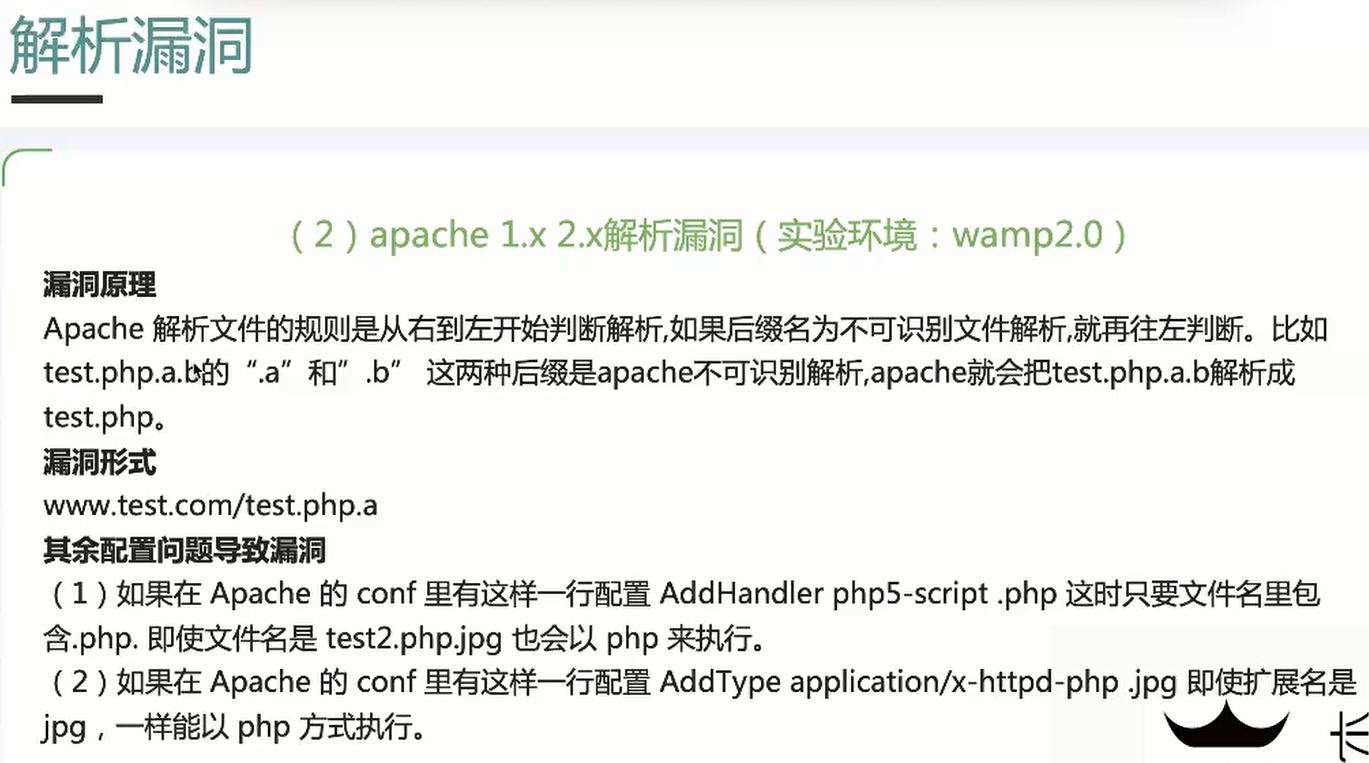 解析漏洞
（2）apache 1.x 2.x解析漏洞（实验环境：wamp2.0）
漏洞原理
Apache 解析文件的规则是从右到左开始判断解析,如果后缀名为不可识别文件解析,就再往左判断。比如
test.php.a.b的“.a”和”.b” 这两种后缀是apache不可识别解析,apache就会把test.php.a.b解析成
test.php。
漏洞形式
www.test.com/test.php.a
其余配置问题导致漏洞
（1）如果在 Apache 的 conf 里有这样一行配置 AddHandler php5-script .php 这时只要文件名里包
含.php. 即使文件名是 test2.php.jpg 也会以 php 来执行。
（2）如果在 Apache 的 conf 里有这样一行配置 AddType application/x-httpd-php .jpg 即使扩展名是
jpg，一样能以 php 方式执行。
长